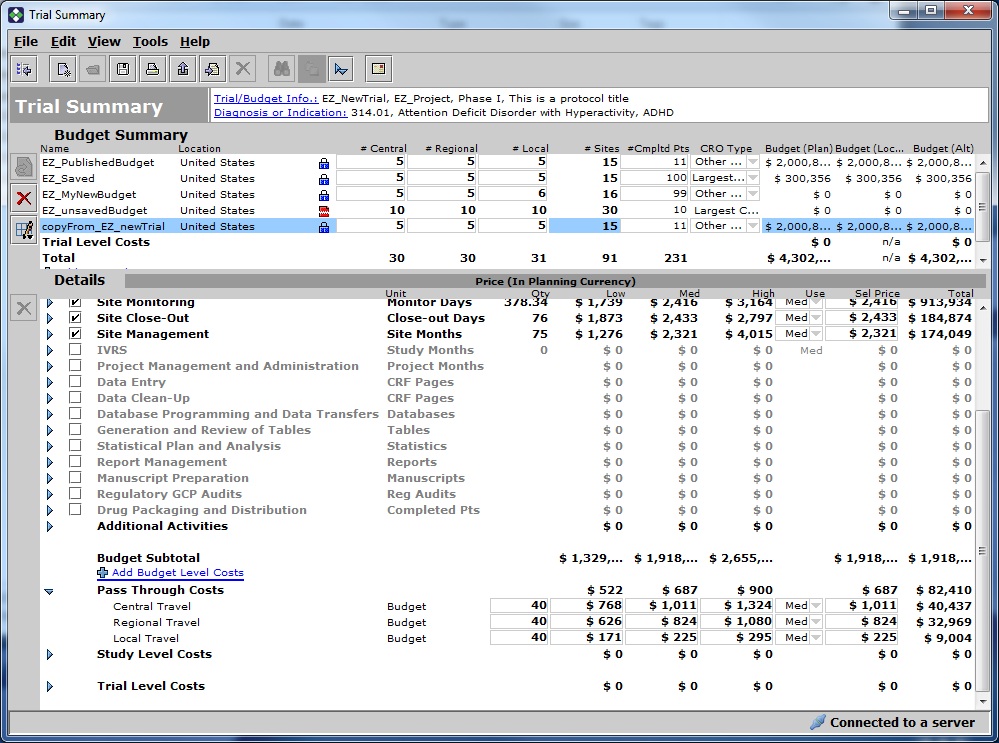 Trial Summary
File Edit View Tools Help
Trial Summary
Trial/Budget Info.: EZ_NewTrial, EZ_Project, Phase I, This is a protocol title
Diagnosis or Indication: 314.01, Attention Deficit Disorder with Hyperactivity, ADHD
Budget Summary
Name Location # Central # Regional # Local # Sites #Cmpltd Pts CRO Type Budget (Plan) Budget (Loc... Budget (Alt)
EZ_PublishedBudget United States 5 5 5 15 11 Other ... $ 2,000,8... $ 2,000,8... $ 2,000,8...
EZ_Saved United States 5 5 5 15 100 Largest... $ 300,356 $ 300,356 $ 300,356
EZ_MyNewBudget United States 5 5 6 16 99 Other ... $ 0 $ 0 $ 0
EZ_unsavedBudget United States 10 10 10 30 10 Largest C... $ 0 $ 0 $ 0
copyFrom_EZ_newTrial United States 5 5 5 15 11 Other ... $ 2,000,8... $ 2,000,8... $ 2,000,8...
Trial Level Costs $ 0 n/a $ 0
Total 30 30 31 91 231 $ 4,302,... n/a $ 4,302,...
Details Price (In Planning Currency)
Unit Qty Low Med High Use Sel Price Total
Site Monitoring Monitor Days 378.34 $ 1,739 $ 2,416 $ 3,164 Med $ 2,416 $ 913,934
Site Close-Out Close-out Days 76 $ 1,873 $ 2,433 $ 2,797 Med $ 2,433 $ 184,874
Site Management Site Months 75 $ 1,276 $ 2,321 $ 4,015 Med $ 2,321 $ 174,049
IVRS Study Months 0 $ 0 $ 0 $ 0 Med $ 0 $ 0
Project Management and Administration Project Months $ 0 $ 0 $ 0 $ 0 $ 0
Data Entry CRF Pages $ 0 $ 0 $ 0 $ 0 $ 0
Data Clean-Up CRF Pages $ 0 $ 0 $ 0 $ 0 $ 0
Database Programming and Data Transfers Databases $ 0 $ 0 $ 0 $ 0 $ 0
Generation and Review of Tables Tables $ 0 $ 0 $ 0 $ 0 $ 0
Statistical Plan and Analysis Statistics $ 0 $ 0 $ 0 $ 0 $ 0
Report Management Reports $ 0 $ 0 $ 0 $ 0 $ 0
Manuscript Preparation Manuscripts $ 0 $ 0 $ 0 $ 0 $ 0
Regulatory GCP Audits Reg Audits $ 0 $ 0 $ 0 $ 0 $ 0
Drug Packaging and Distribution Completed Pts $ 0 $ 0 $ 0 $ 0 $ 0
Additional Activities $ 0 $ 0 $ 0 $ 0 $ 0
Budget Subtotal $ 1,329,... $ 1,918,... $ 2,655,... $ 1,918,... $ 1,918,...
Add Budget Level Costs
Pass Through Costs $ 522 $ 687 $ 900 $ 687 $ 82,410
Central Travel Budget 40 $ 768 $ 1,011 $ 1,324 Med $ 1,011 $ 40,437
Regional Travel Budget 40 $ 626 $ 824 $ 1,080 Med $ 824 $ 32,969
Local Travel Budget 40 $ 171 $ 225 $ 295 Med $ 225 $ 9,004
Study Level Costs $ 0 $ 0 $ 0 $ 0 $ 0
Trial Level Costs $ 0 $ 0 $ 0 $ 0 $ 0
Connected to a server